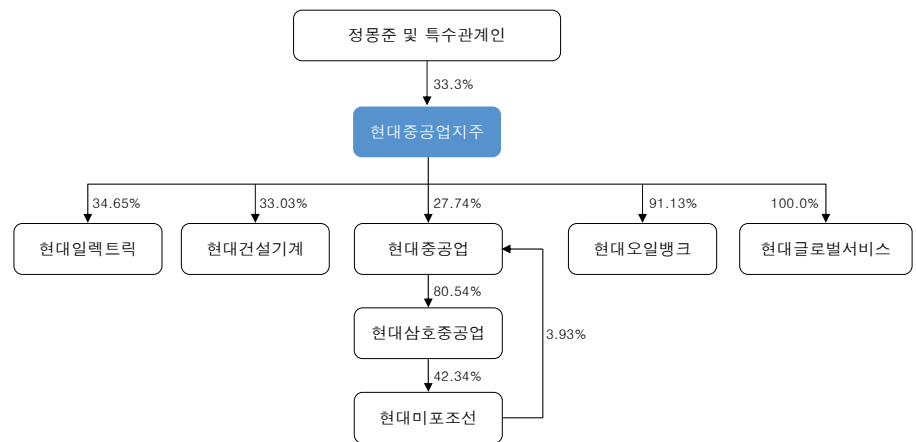 정몽준 및 특수관계인
33.3%
현대중공업지주
34.65%
33.03%
27.74%
91.13%
100.0%
현대일렉트릭
현대건설기계
현대중공업
현대오일뱅크
현대글로벌서비스
80.54%
현대삼호중공업
3.93%
42.34%
현대미포조선